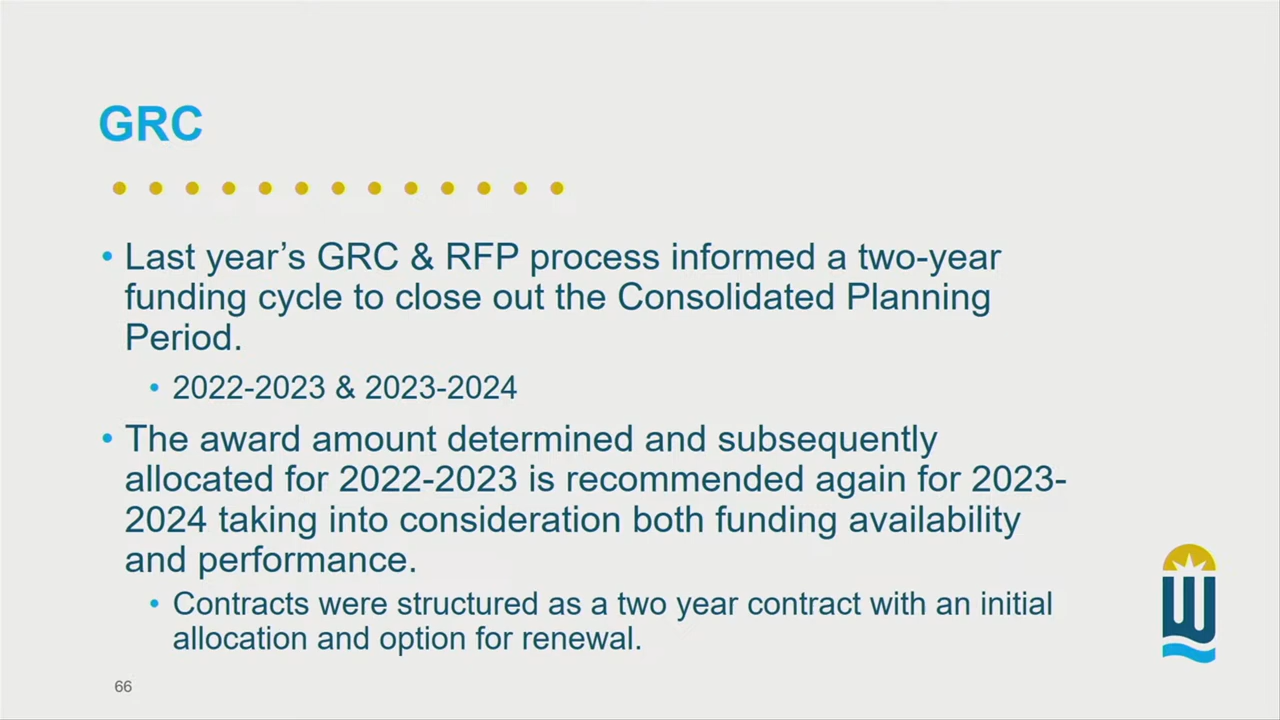 GRC
• Last year’s GRC & RFP process informed a two-year
funding cycle to close out the Consolidated Planning
Period.
• 2022-2023 & 2023-2024
• The award amount determined and subsequently
allocated for 2022-2023 is recommended again for 2023-
2024 taking into consideration both funding availability
and performance.
• Contracts were structured as a two year contract with an initial
allocation and option for renewal.
66